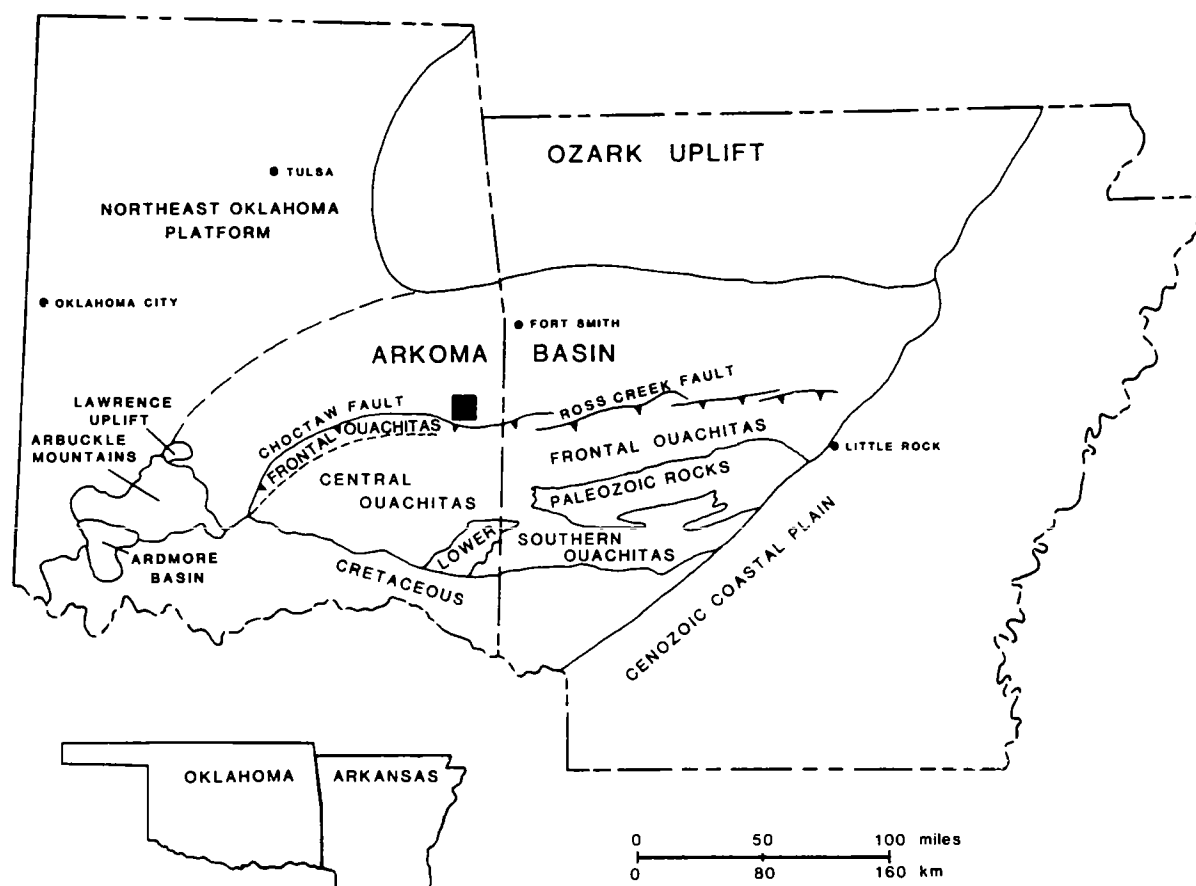 OZARK UPLIFT
TULSA
NORTHEAST OKLAHOMA
PLATFORM
OKLAHOMA CITY
FORT SMITH
ARKOMA BASIN
LAWRENCE
UPLIFT
ARBUCKLE
MOUNTAINS
CHOCTAW FAULT
ROSS CREEK FAULT
FRONTAL OUACHITAS
FRONTAL OUACHITAS
LITTLE ROCK
CENTRAL
OUACHITAS
PALEOZOIC ROCKS
LOWER
SOUTHERN
OUACHITAS
ARDMORE
BASIN
CRETACEOUS
CENOZOIC COASTAL PLAIN
OKLAHOMA
ARKANSAS
0 50 100 miles
0 80 160 km